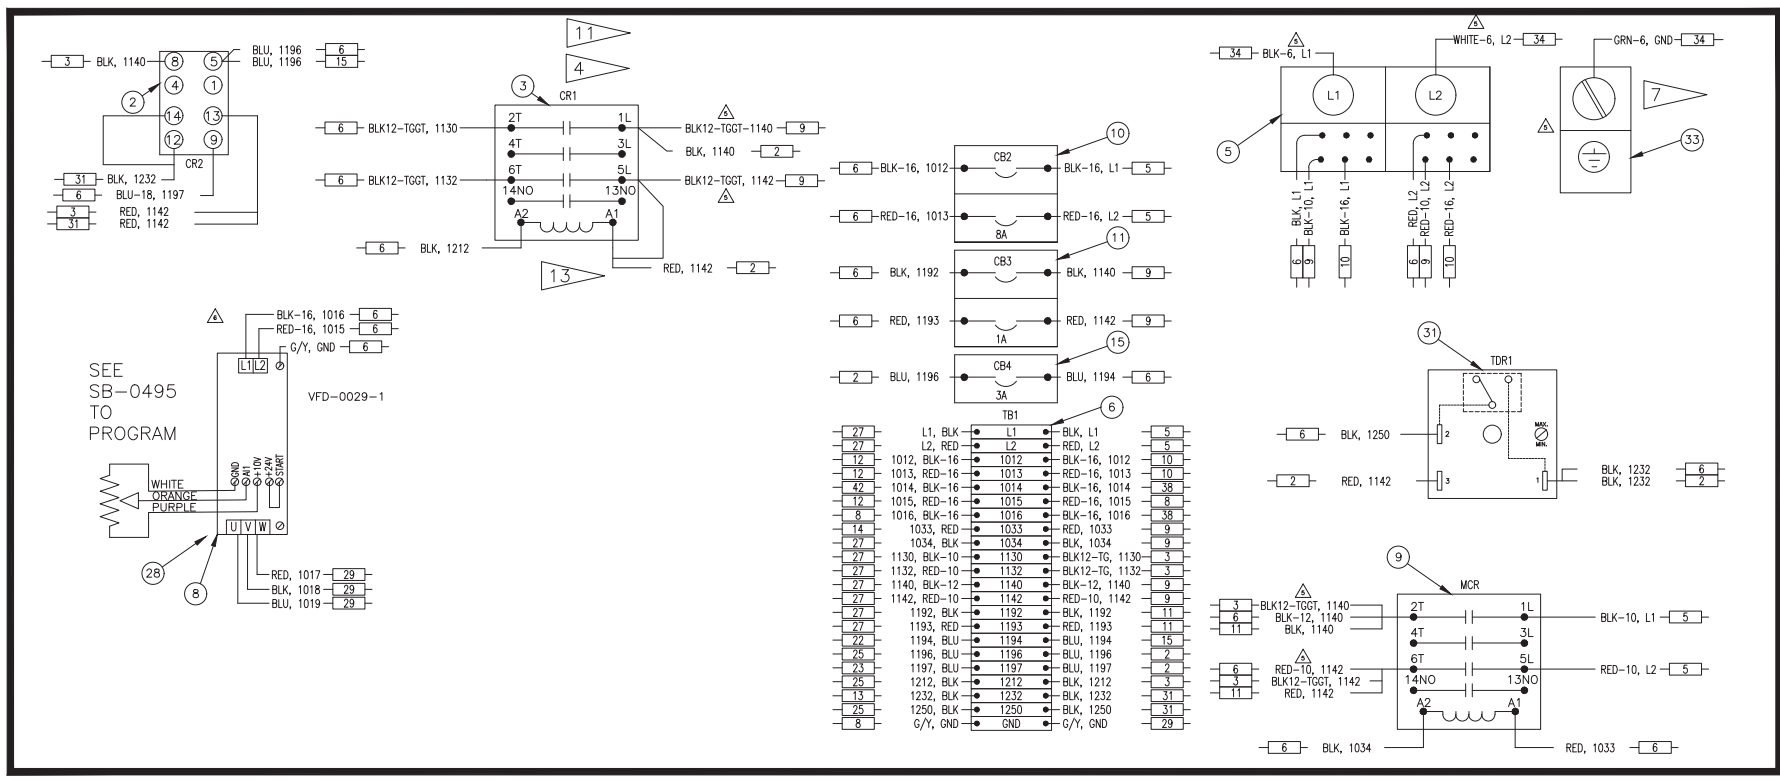 11
4
13
3 BLK, 1140 8 5 BLU, 1196 6
BLU, 1196 15
4 1
2
14 13
12 9
CR2
31 BLK, 1232
6 BLU-18, 1197
3 RED, 1142
31 RED, 1142
3
CR1
6 BLK12-TGGT, 1130 2T 1L BLK12-TGGT-1140 9
5
4T 3L BLK, 1140 2
6 BLK12-TGGT, 1132 6T 5L BLK12-TGGT, 1142 9
5
14NO 13NO
A2 A1
6 BLK, 1212
RED, 1142 2
6
BLK-16, 1016 6
RED-16, 1015 6
G/Y, GND 6
L1 L2
SEE
SB-0495
TO
PROGRAM
VFD-0029-1
GND
AI1
+10V
+24V
START
WHITE
ORANGE
PURPLE
U V W
28
8
RED, 1017 29
BLK, 1018 29
BLU, 1019 29
10
CB2
6 BLK-16, 1012 BLK-16, L1 5
6 RED-16, 1013 RED-16, L2 5
8A
11
CB3
6 BLK, 1192 BLK, 1140 9
6 RED, 1193 RED, 1142 9
1A
15
CB4
2 BLU, 1196 BLU, 1194 6
3A
6
TB1
27 L1, BLK L1 BLK, L1 5
27 L2, RED L2 RED, L2 5
12 1012, BLK-16 1012 BLK-16, 1012 10
12 1013, RED-16 1013 RED-16, 1013 10
42 1014, BLK-16 1014 BLK-16, 1014 38
12 1015, RED-16 1015 RED-16, 1015 8
8 1016, BLK-16 1016 BLK-16, 1016 38
14 1033, RED 1033 RED, 1033 9
27 1034, BLK 1034 BLK, 1034 9
27 1130, BLK-10 1130 BLK12-TG, 1130 3
27 1132, RED-10 1132 BLK12-TG, 1132 3
27 1140, BLK-12 1140 BLK-12, 1140 9
27 1142, RED-10 1142 RED-10, 1142 9
27 1192, BLK 1192 BLK, 1192 11
27 1193, RED 1193 RED, 1193 11
22 1194, BLU 1194 BLU, 1194 15
25 1196, BLU 1196 BLU, 1196 2
23 1197, BLU 1197 BLU, 1197 2
25 1212, BLK 1212 BLK, 1212 3
13 1232, BLK 1232 BLK, 1232 31
25 1250, BLK 1250 BLK, 1250 31
8 G/Y, GND GND G/Y, GND 29
5
34 BLK-6, L1
5
WHITE-6, L2 34
L1 L2
5
BLK, L1 6
BLK-10, L1 9
BLK-16, L1 10
RED, L2 6
RED-10, L2 9
RED-16, L2 10
GRN-6, GND 34
7
5
33
31
TDR1
MAX.
MIN.
6 BLK, 1250 2
2 RED, 1142 3
1 BLK, 1232 6
BLK, 1232 2
9
MCR
5
3 BLK12-TGGT, 1140
6 BLK-12, 1140
11 BLK, 1140
2T 1L BLK-10, L1 5
4T 3L
5
6 RED-10, 1142
3 BLK12-TGGT, 1142
11 RED, 1142
6T 5L RED-10, L2 5
14NO 13NO
A2 A1
6 BLK, 1034 RED, 1033 6